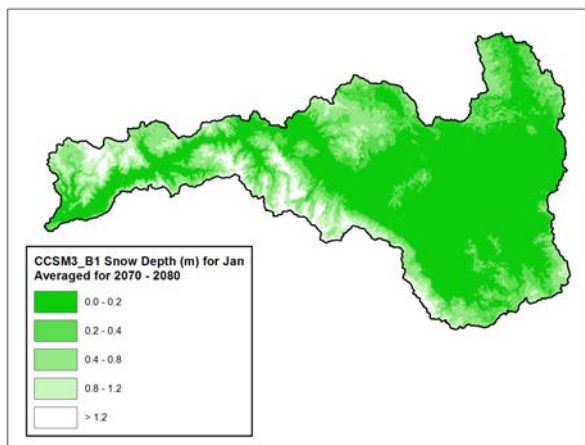 CCSM3_B1 Snow Depth (m) for Jan
Averaged for 2070 - 2080
0.0 - 0.2
0.2 - 0.4
0.4 - 0.8
0.8 - 1.2
> 1.2